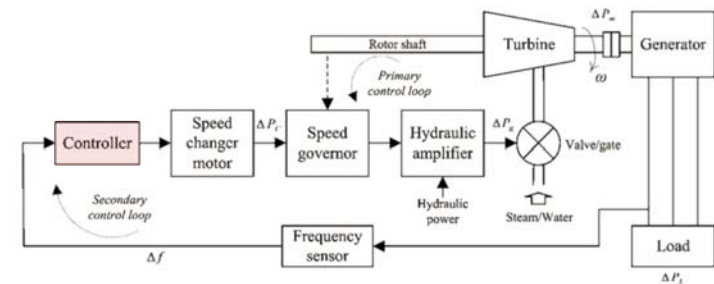 ΔP_m
Rotor shaft
Turbine
Generator
Primary
control loop
ω
Controller
Speed
changer
motor
ΔP_C
Speed
governor
Hydraulic
amplifier
ΔP_g
Valve/gate
Secondary
control loop
Hydraulic
power
Steam/Water
Δf
Frequency
sensor
Load
ΔP_L